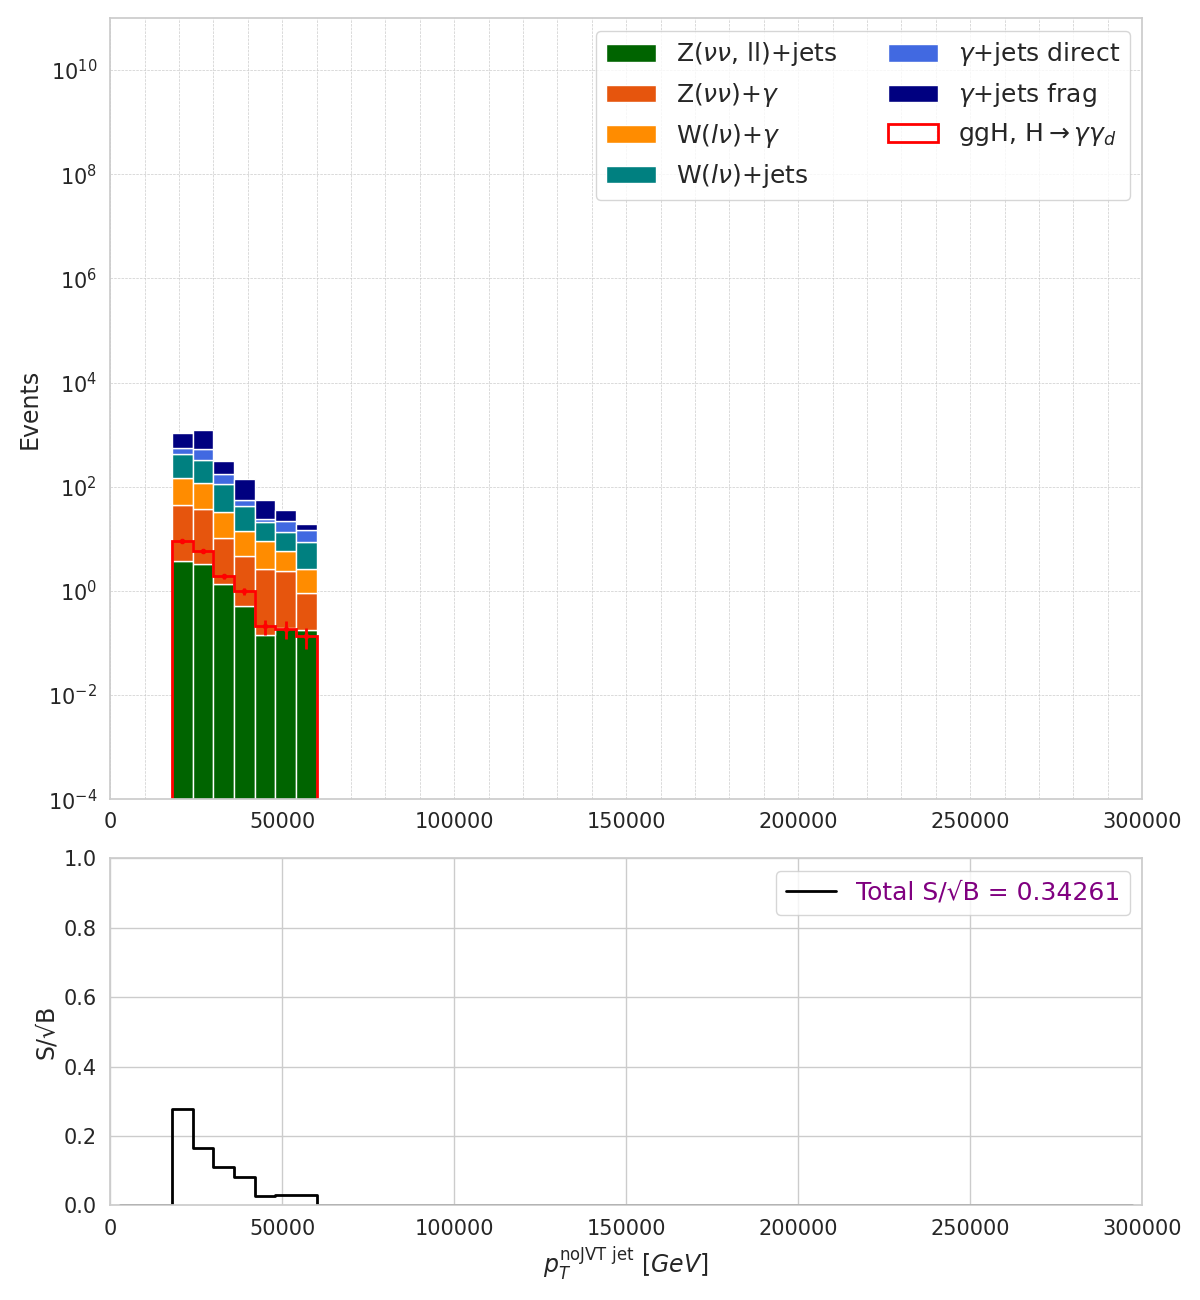 Z(νν, ll)+jets
Z(νν)+γ
W(lν)+γ
W(lν)+jets
γ+jets direct
γ+jets frag
ggH, H→γγ_d
Events
10^10
10^8
10^6
10^4
10^2
10^0
10^−2
10^−4
0 50000 100000 150000 200000 250000 300000
Total S/√B = 0.34261
S/√B
1.0
0.8
0.6
0.4
0.2
0.0
0 50000 100000 150000 200000 250000 300000
p_T^noJVT jet [GeV]